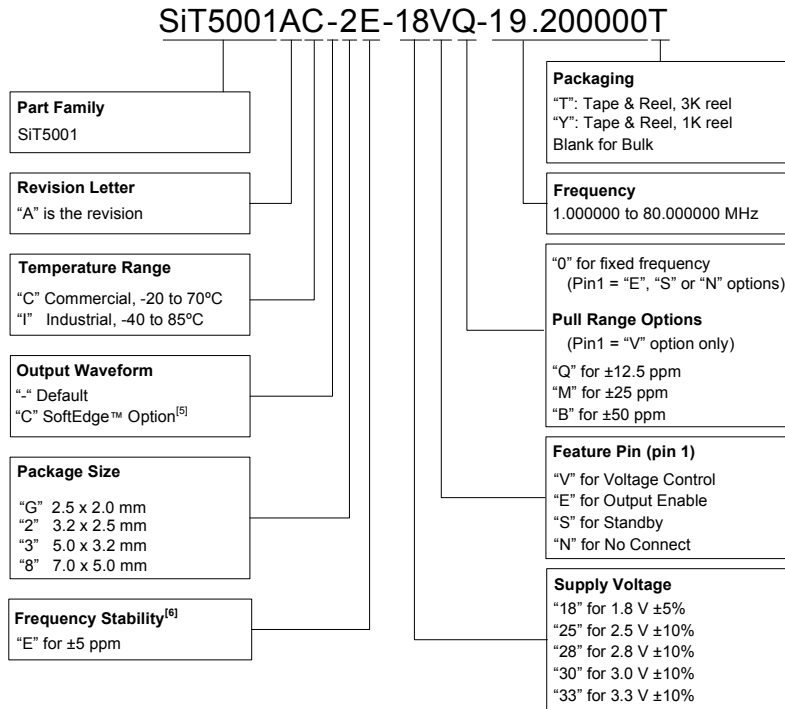 SiT5001AC-2E-18VQ-19.200000T
Part Family
SiT5001
Revision Letter
“A” is the revision
Temperature Range
“C” Commercial, -20 to 70ºC
“I” Industrial, -40 to 85ºC
Output Waveform
“-“ Default
“C” SoftEdge™ Option[5]
Package Size
“G” 2.5 x 2.0 mm
“2” 3.2 x 2.5 mm
“3” 5.0 x 3.2 mm
“8” 7.0 x 5.0 mm
Frequency Stability[6]
“E” for ±5 ppm
Packaging
“T”: Tape & Reel, 3K reel
“Y”: Tape & Reel, 1K reel
Blank for Bulk
Frequency
1.000000 to 80.000000 MHz
“0” for fixed frequency
(Pin1 = “E”, “S” or “N” options)
Pull Range Options
(Pin1 = “V” option only)
“Q” for ±12.5 ppm
“M” for ±25 ppm
“B” for ±50 ppm
Feature Pin (pin 1)
“V” for Voltage Control
“E” for Output Enable
“S” for Standby
“N” for No Connect
Supply Voltage
“18” for 1.8 V ±5%
“25” for 2.5 V ±10%
“28” for 2.8 V ±10%
“30” for 3.0 V ±10%
“33” for 3.3 V ±10%